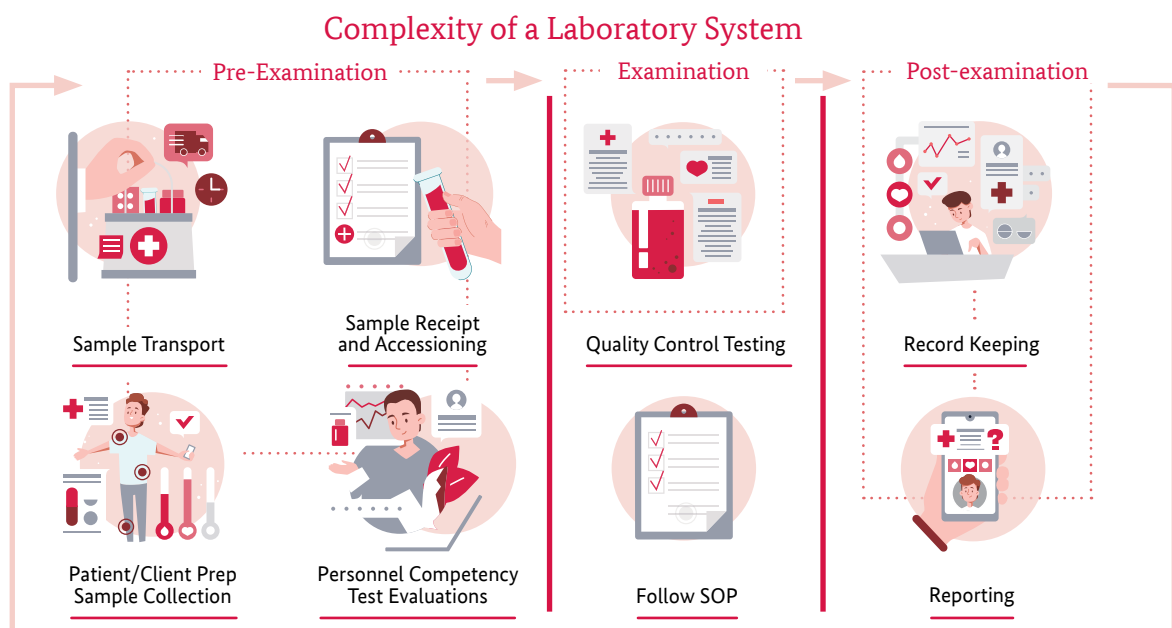 Complexity of a Laboratory System
Pre-Examination
Examination
Post-examination
Sample Transport
Sample Receipt
and Accessioning
Quality Control Testing
Record Keeping
?
Patient/Client Prep
Sample Collection
Personnel Competency
Test Evaluations
Follow SOP
Reporting